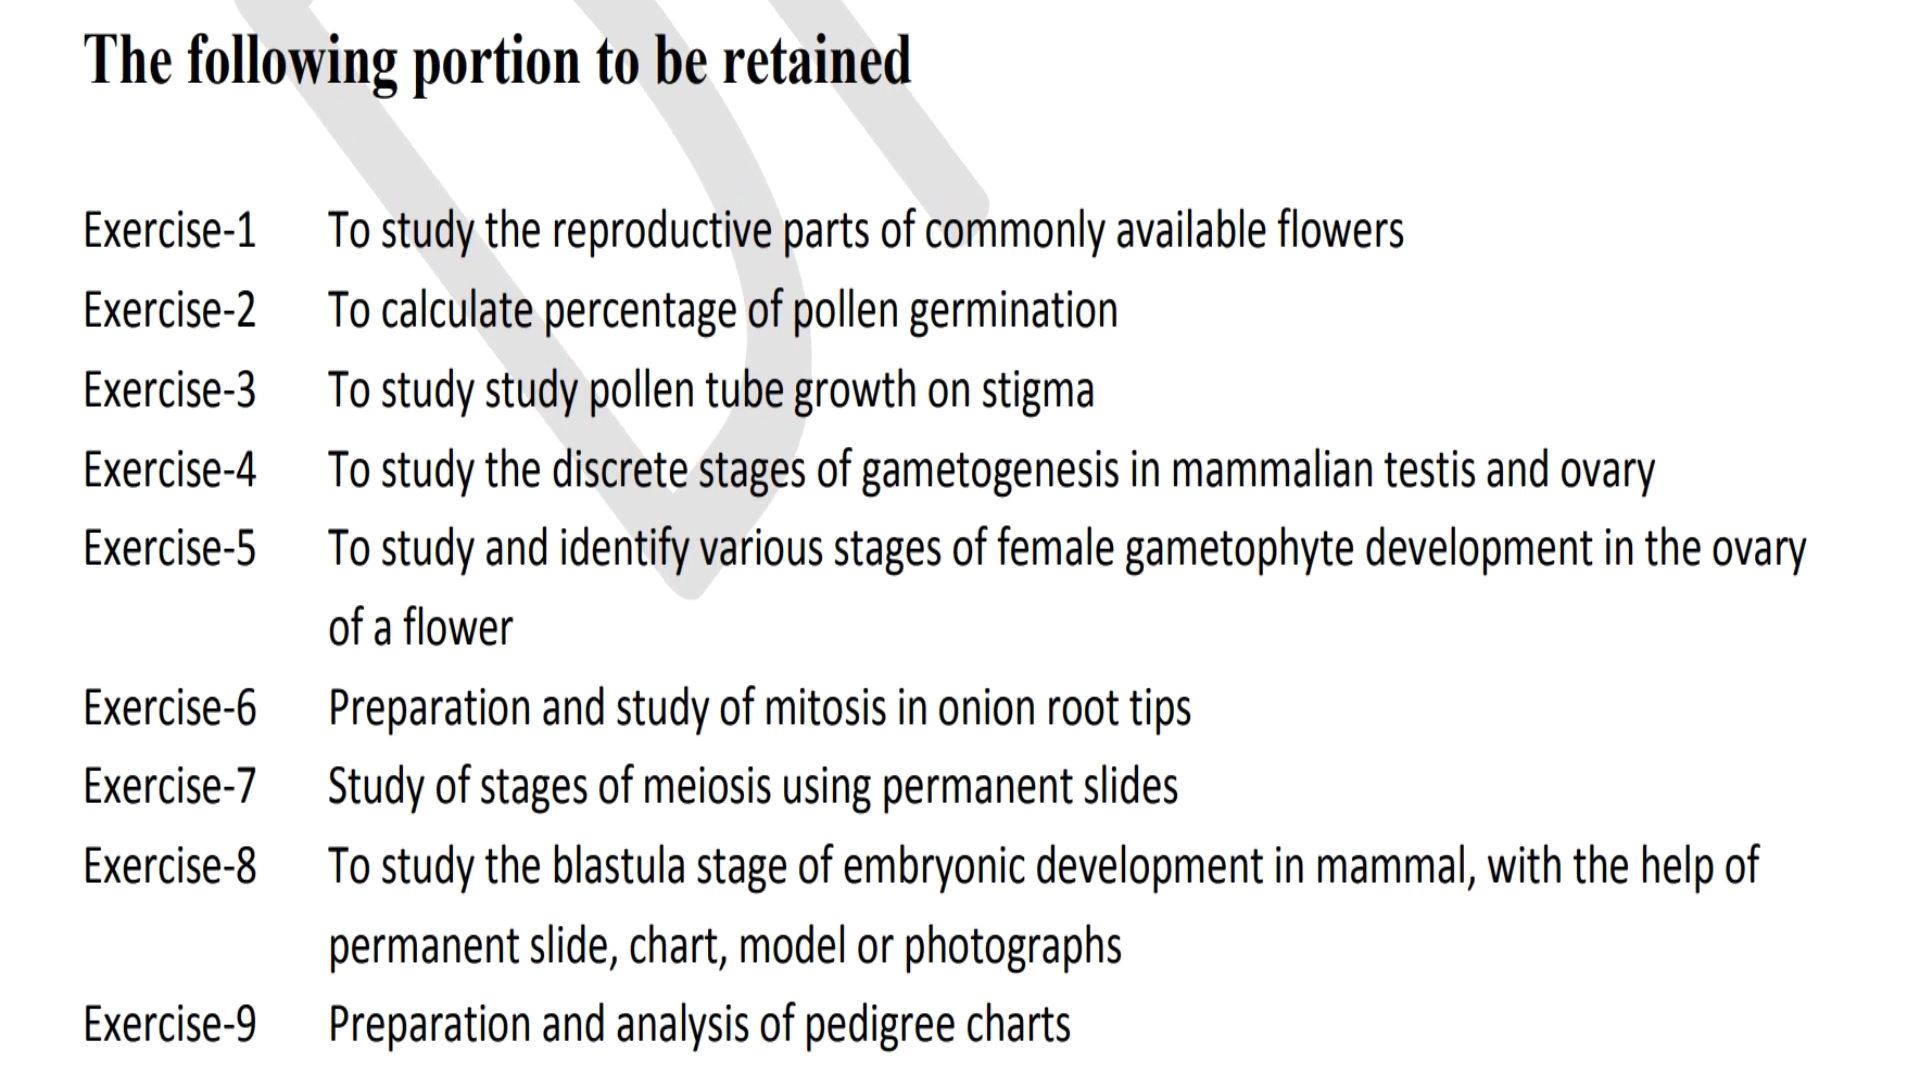 The following portion to be retained
Exercise-1 To study the reproductive parts of commonly available flowers
Exercise-2 To calculate percentage of pollen germination
Exercise-3 To study study pollen tube growth on stigma
Exercise-4 To study the discrete stages of gametogenesis in mammalian testis and ovary
Exercise-5 To study and identify various stages of female gametophyte development in the ovary
of a flower
Exercise-6 Preparation and study of mitosis in onion root tips
Exercise-7 Study of stages of meiosis using permanent slides
Exercise-8 To study the blastula stage of embryonic development in mammal, with the help of
permanent slide, chart, model or photographs
Exercise-9 Preparation and analysis of pedigree charts